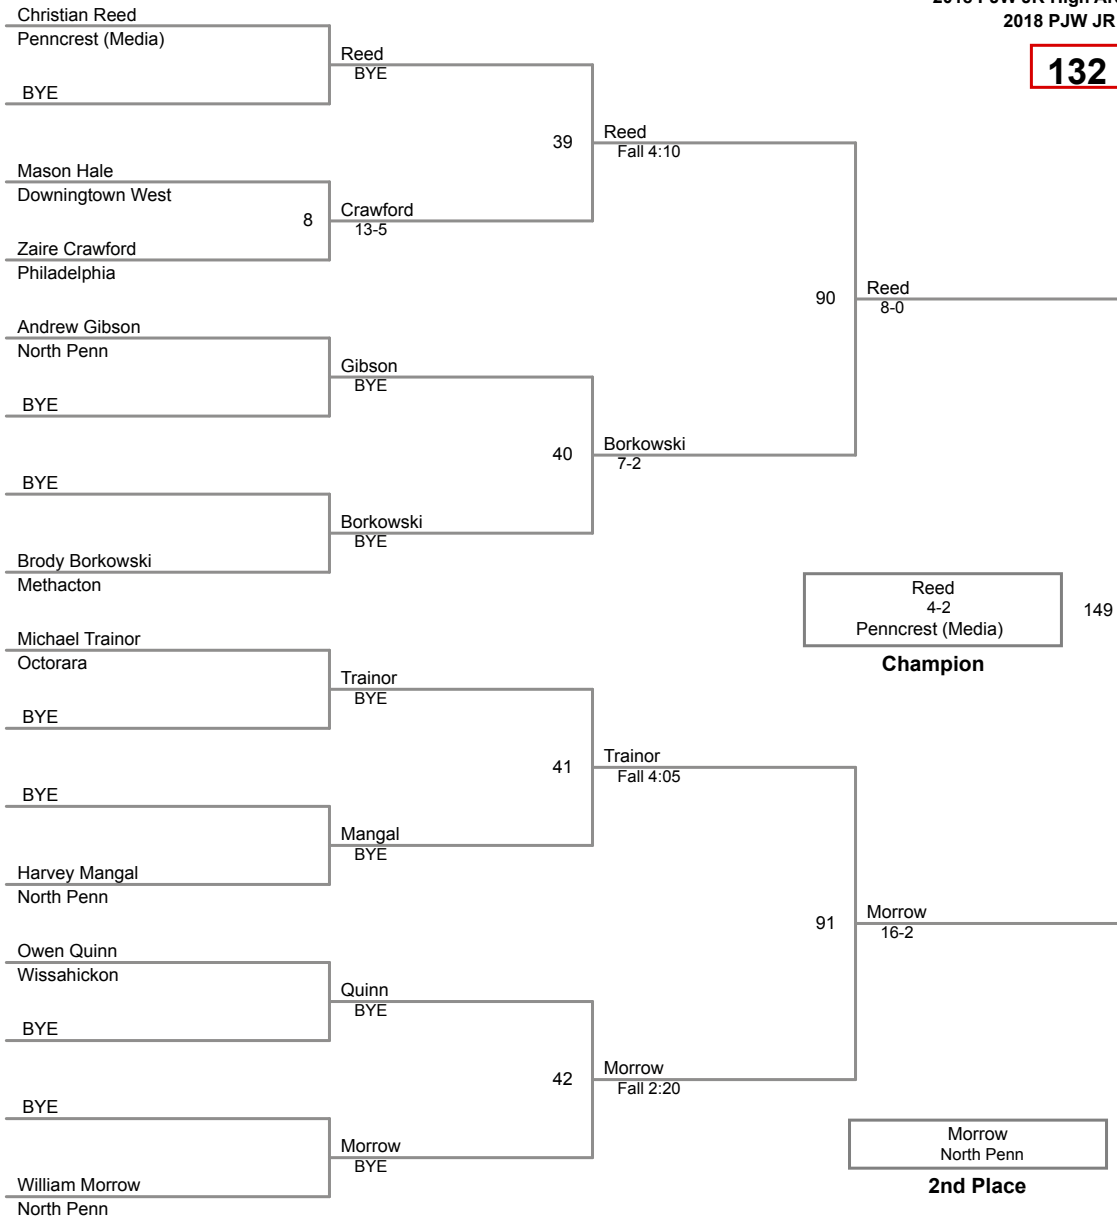 2018 PJW JR
132
Christian Reed
Penncrest (Media)
BYE
Reed
BYE
Mason Hale
Downingtown West
8
Zaire Crawford
Philadelphia
Crawford
13-5
39
Reed
Fall 4:10
Andrew Gibson
North Penn
BYE
Gibson
BYE
BYE
Brody Borkowski
Methacton
Borkowski
BYE
40
Borkowski
7-2
90
Reed
8-0
Reed
4-2
Penncrest (Media)
149
Champion
Michael Trainor
Octorara
BYE
Trainor
BYE
BYE
Harvey Mangal
North Penn
Mangal
BYE
41
Trainor
Fall 4:05
Owen Quinn
Wissahickon
BYE
Quinn
BYE
BYE
William Morrow
North Penn
Morrow
BYE
42
Morrow
Fall 2:20
91
Morrow
16-2
Morrow
North Penn
2nd Place